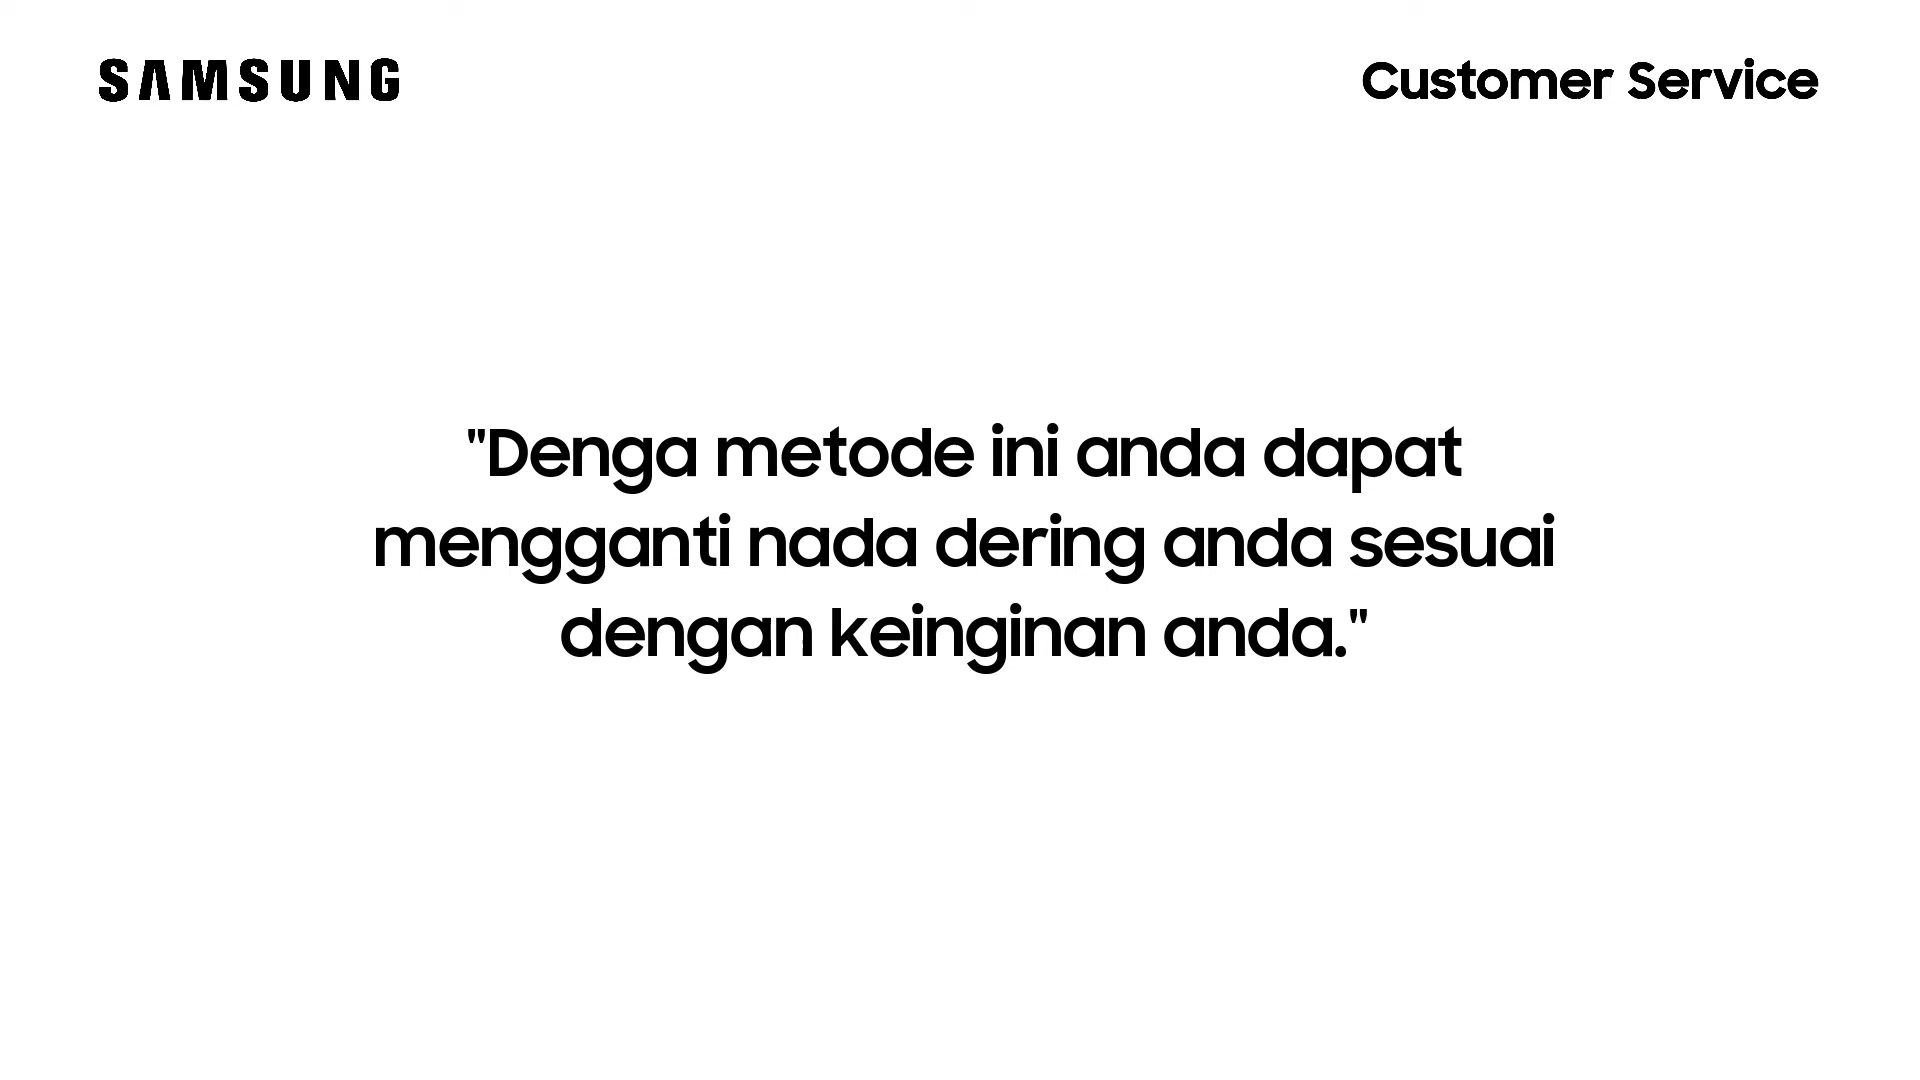 SAMSUNG
Customer Service
"Denga metode ini anda dapat
mengganti nada dering anda sesuai
dengan keinginan anda."